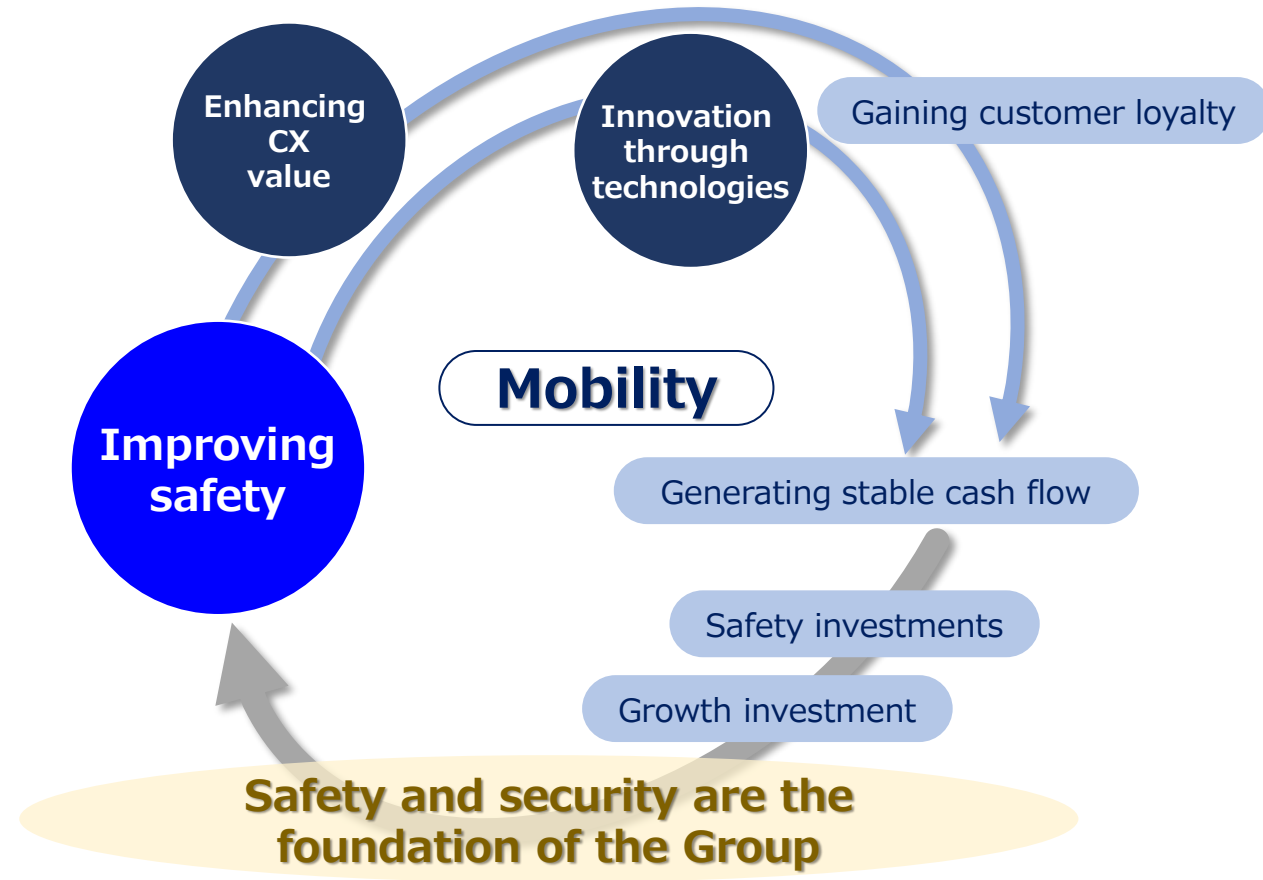 Enhancing
CX
value
Innovation
through
technologies
Gaining customer loyalty
Mobility
Improving
safety
Generating stable cash flow
Safety investments
Growth investment
Safety and security are the
foundation of the Group